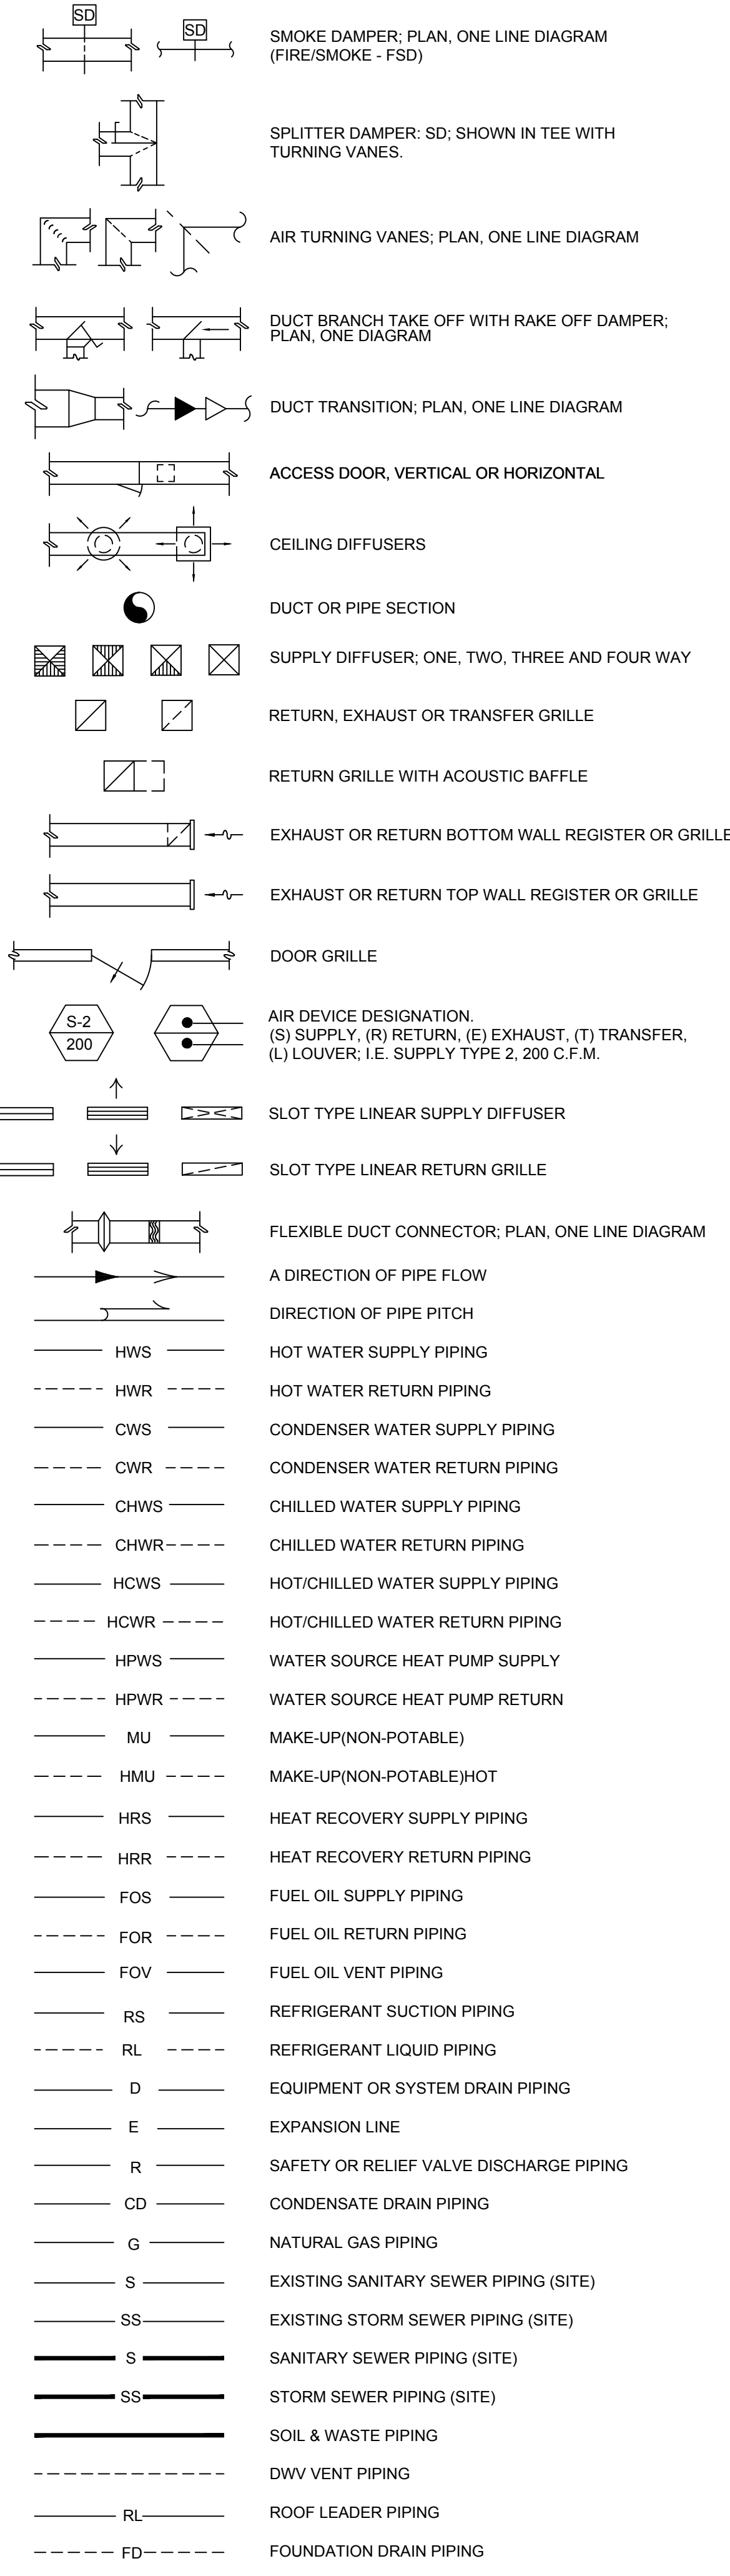 SD
SD
SMOKE DAMPER; PLAN, ONE LINE DIAGRAM
(FIRE/SMOKE - FSD)
SPLITTER DAMPER: SD; SHOWN IN TEE WITH
TURNING VANES.
AIR TURNING VANES; PLAN, ONE LINE DIAGRAM
DUCT BRANCH TAKE OFF WITH RAKE OFF DAMPER;
PLAN, ONE DIAGRAM
DUCT TRANSITION; PLAN, ONE LINE DIAGRAM
ACCESS DOOR, VERTICAL OR HORIZONTAL
CEILING DIFFUSERS
DUCT OR PIPE SECTION
SUPPLY DIFFUSER; ONE, TWO, THREE AND FOUR WAY
RETURN, EXHAUST OR TRANSFER GRILLE
RETURN GRILLE WITH ACOUSTIC BAFFLE
EXHAUST OR RETURN BOTTOM WALL REGISTER OR GRILLE
EXHAUST OR RETURN TOP WALL REGISTER OR GRILLE
DOOR GRILLE
S-2
200
AIR DEVICE DESIGNATION.
(S) SUPPLY, (R) RETURN, (E) EXHAUST, (T) TRANSFER,
(L) LOUVER; I.E. SUPPLY TYPE 2, 200 C.F.M.
SLOT TYPE LINEAR SUPPLY DIFFUSER
SLOT TYPE LINEAR RETURN GRILLE
FLEXIBLE DUCT CONNECTOR; PLAN, ONE LINE DIAGRAM
A DIRECTION OF PIPE FLOW
DIRECTION OF PIPE PITCH
HWS HOT WATER SUPPLY PIPING
HWR HOT WATER RETURN PIPING
CWS CONDENSER WATER SUPPLY PIPING
CWR CONDENSER WATER RETURN PIPING
CHWS CHILLED WATER SUPPLY PIPING
CHWR CHILLED WATER RETURN PIPING
HCWS HOT/CHILLED WATER SUPPLY PIPING
HCWR HOT/CHILLED WATER RETURN PIPING
HPWS WATER SOURCE HEAT PUMP SUPPLY
HPWR WATER SOURCE HEAT PUMP RETURN
MU MAKE-UP(NON-POTABLE)
HMU MAKE-UP(NON-POTABLE)HOT
HRS HEAT RECOVERY SUPPLY PIPING
HRR HEAT RECOVERY RETURN PIPING
FOS FUEL OIL SUPPLY PIPING
FOR FUEL OIL RETURN PIPING
FOV FUEL OIL VENT PIPING
RS REFRIGERANT SUCTION PIPING
RL REFRIGERANT LIQUID PIPING
D EQUIPMENT OR SYSTEM DRAIN PIPING
E EXPANSION LINE
R SAFETY OR RELIEF VALVE DISCHARGE PIPING
CD CONDENSATE DRAIN PIPING
G NATURAL GAS PIPING
S EXISTING SANITARY SEWER PIPING (SITE)
SS EXISTING STORM SEWER PIPING (SITE)
S SANITARY SEWER PIPING (SITE)
SS STORM SEWER PIPING (SITE)
SOIL & WASTE PIPING
DWV VENT PIPING
RL ROOF LEADER PIPING
FD FOUNDATION DRAIN PIPING